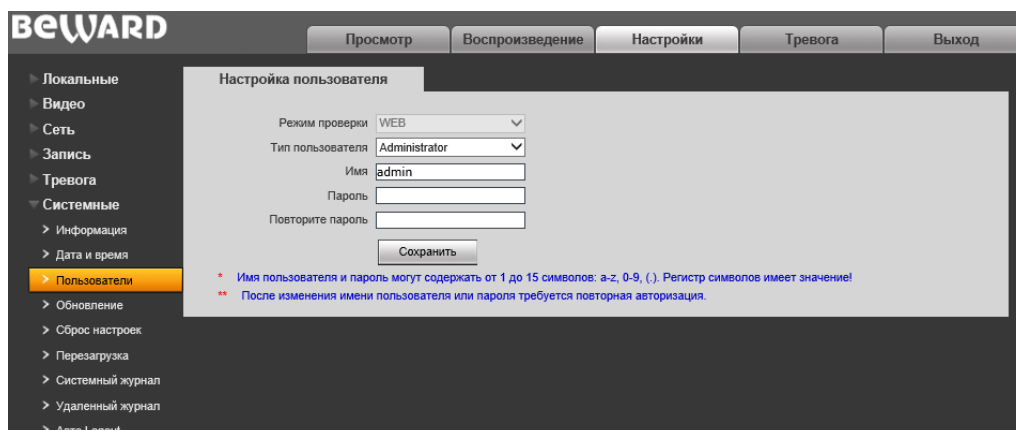 BEWARD
Просмотр Воспроизведение Настройки Тревога Выход
Локальные
Видео
Сеть
Запись
Тревога
Системные
Информация
Дата и время
Пользователи
Обновление
Сброс настроек
Перезагрузка
Системный журнал
Удаленный журнал
Авто Logout
Настройка пользователя
Режим проверки WEB
Тип пользователя Administrator
Имя admin
Пароль
Повторите пароль
Сохранить
* Имя пользователя и пароль могут содержать от 1 до 15 символов: a-z, 0-9, (.). Регистр символов имеет значение!
** После изменения имени пользователя или пароля требуется повторная авторизация.